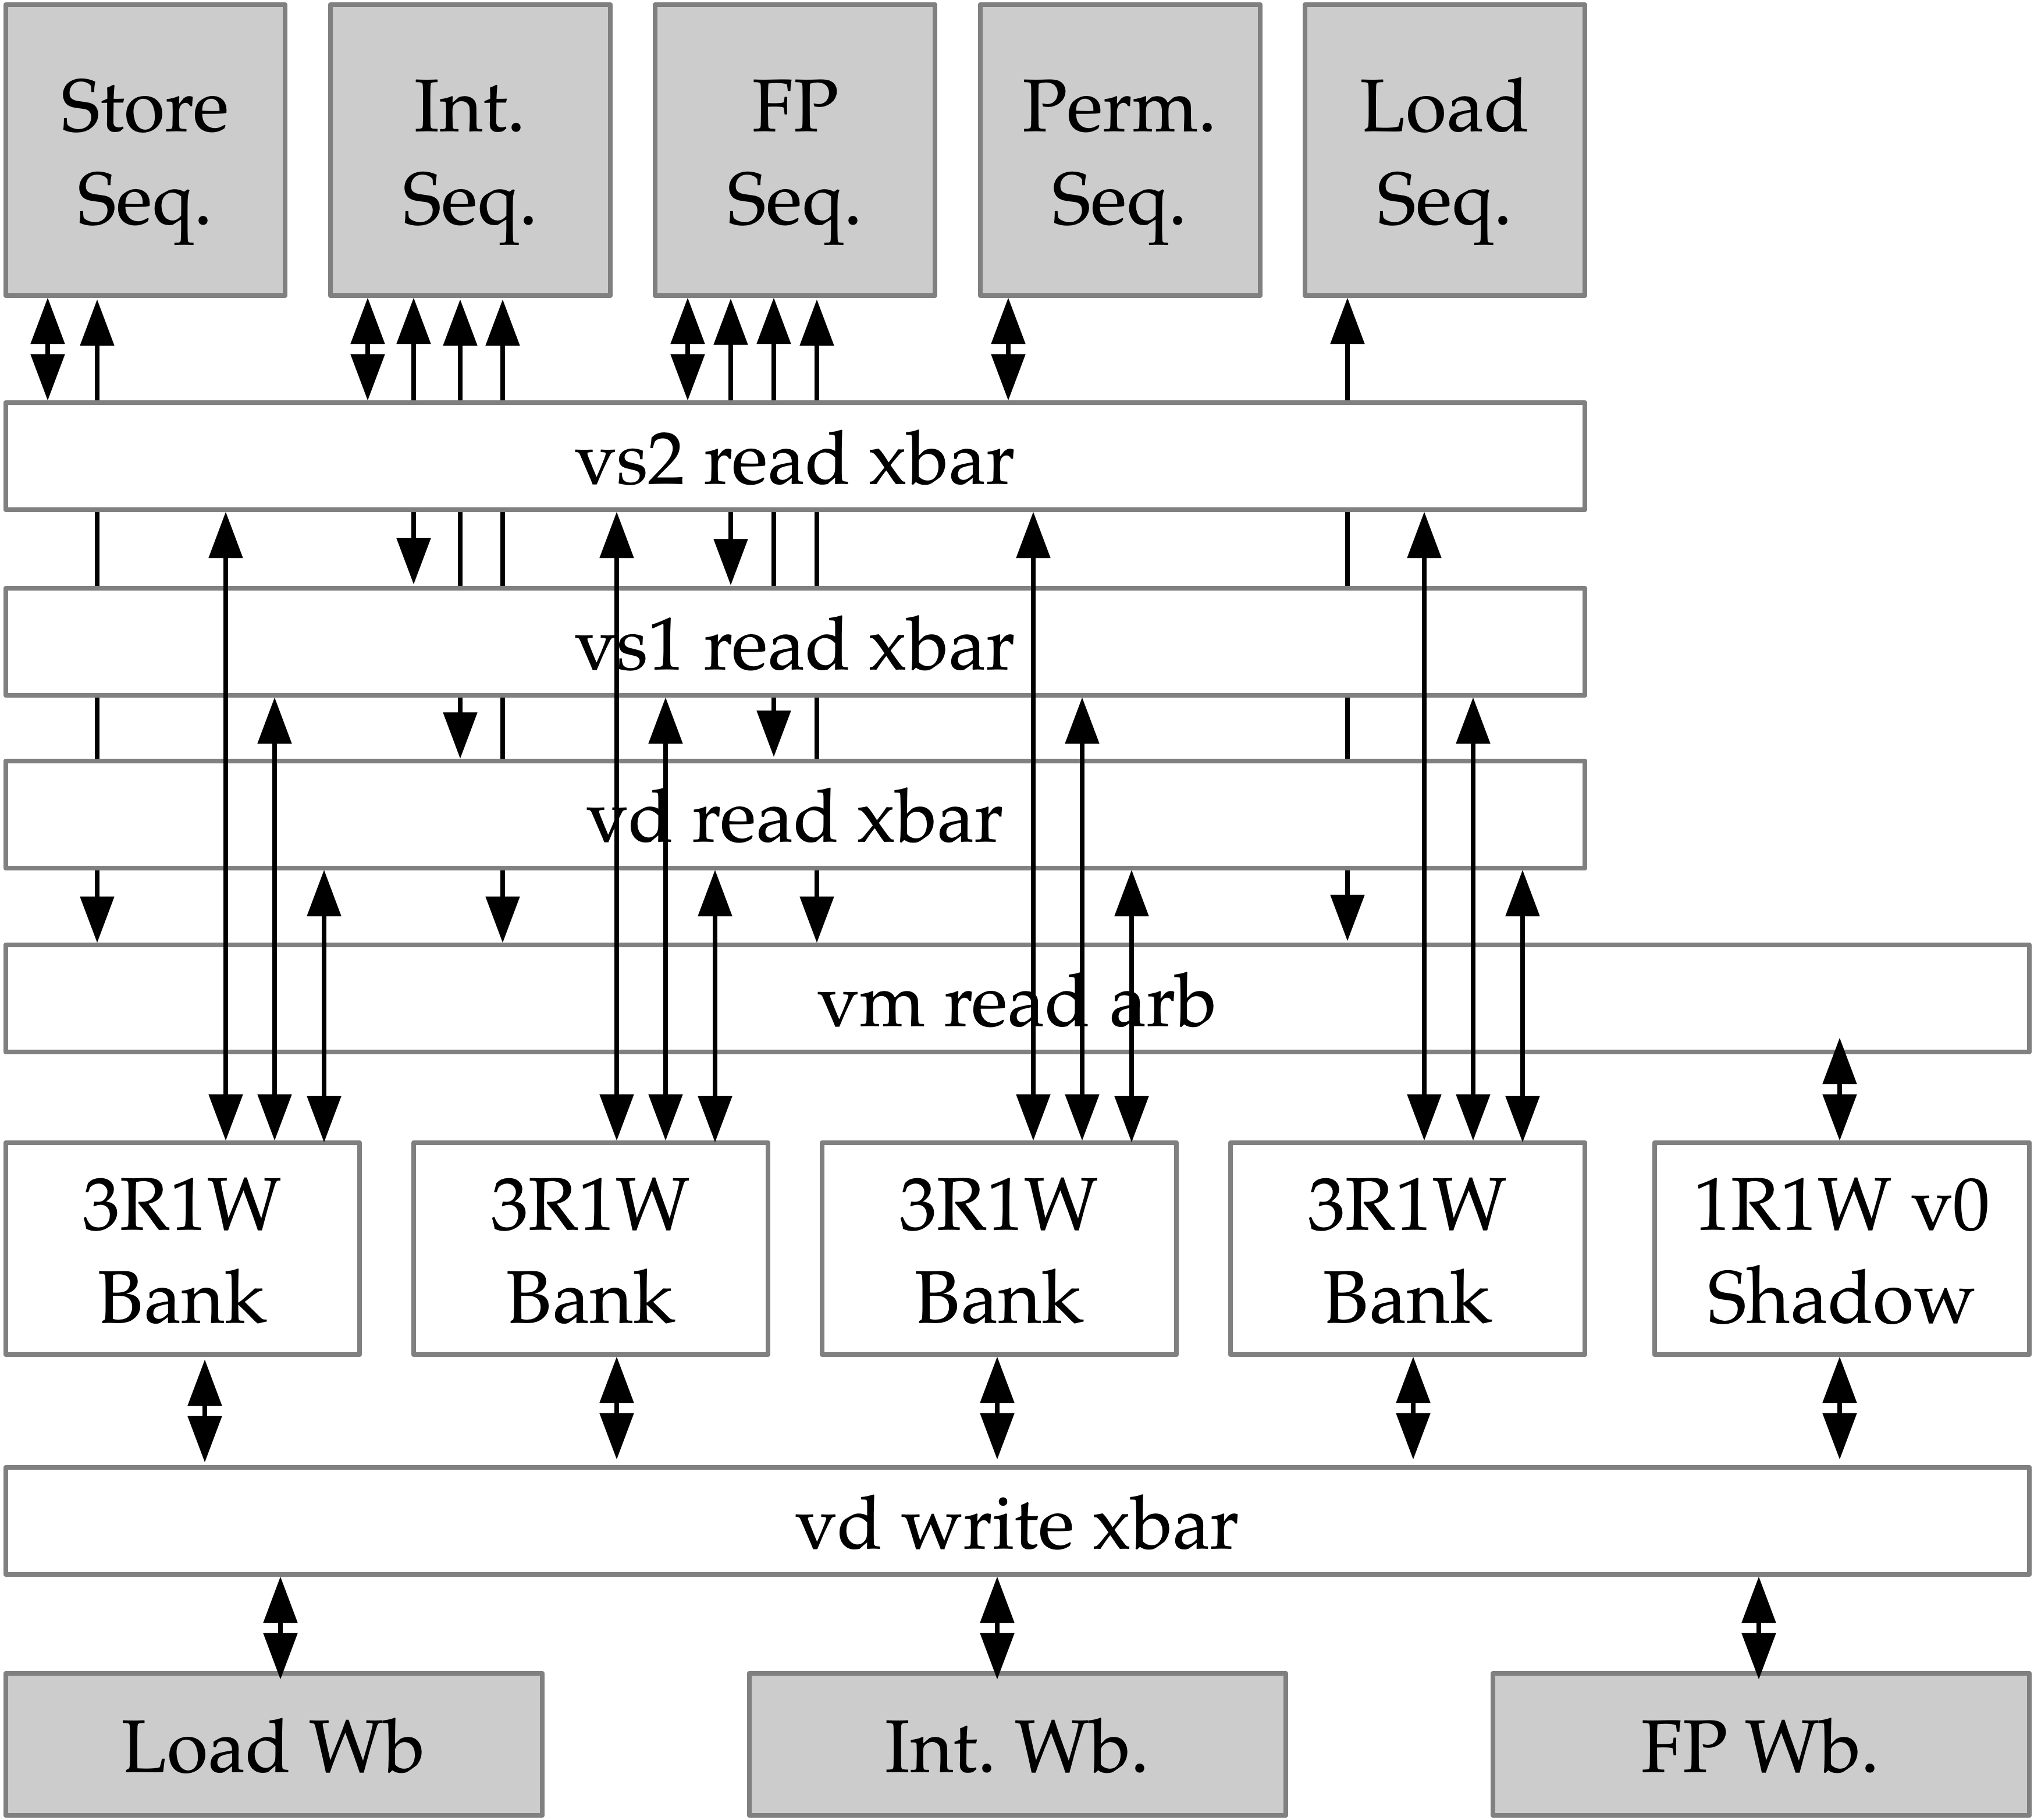 Store
Seq.
Int.
Seq.
FP
Seq.
Perm.
Seq.
Load
Seq.
vs2 read xbar
vs1 read xbar
vd read xbar
vm read arb
3R1W
Bank
3R1W
Bank
3R1W
Bank
3R1W
Bank
1R1W v0
Shadow
vd write xbar
Load Wb
Int. Wb.
FP Wb.